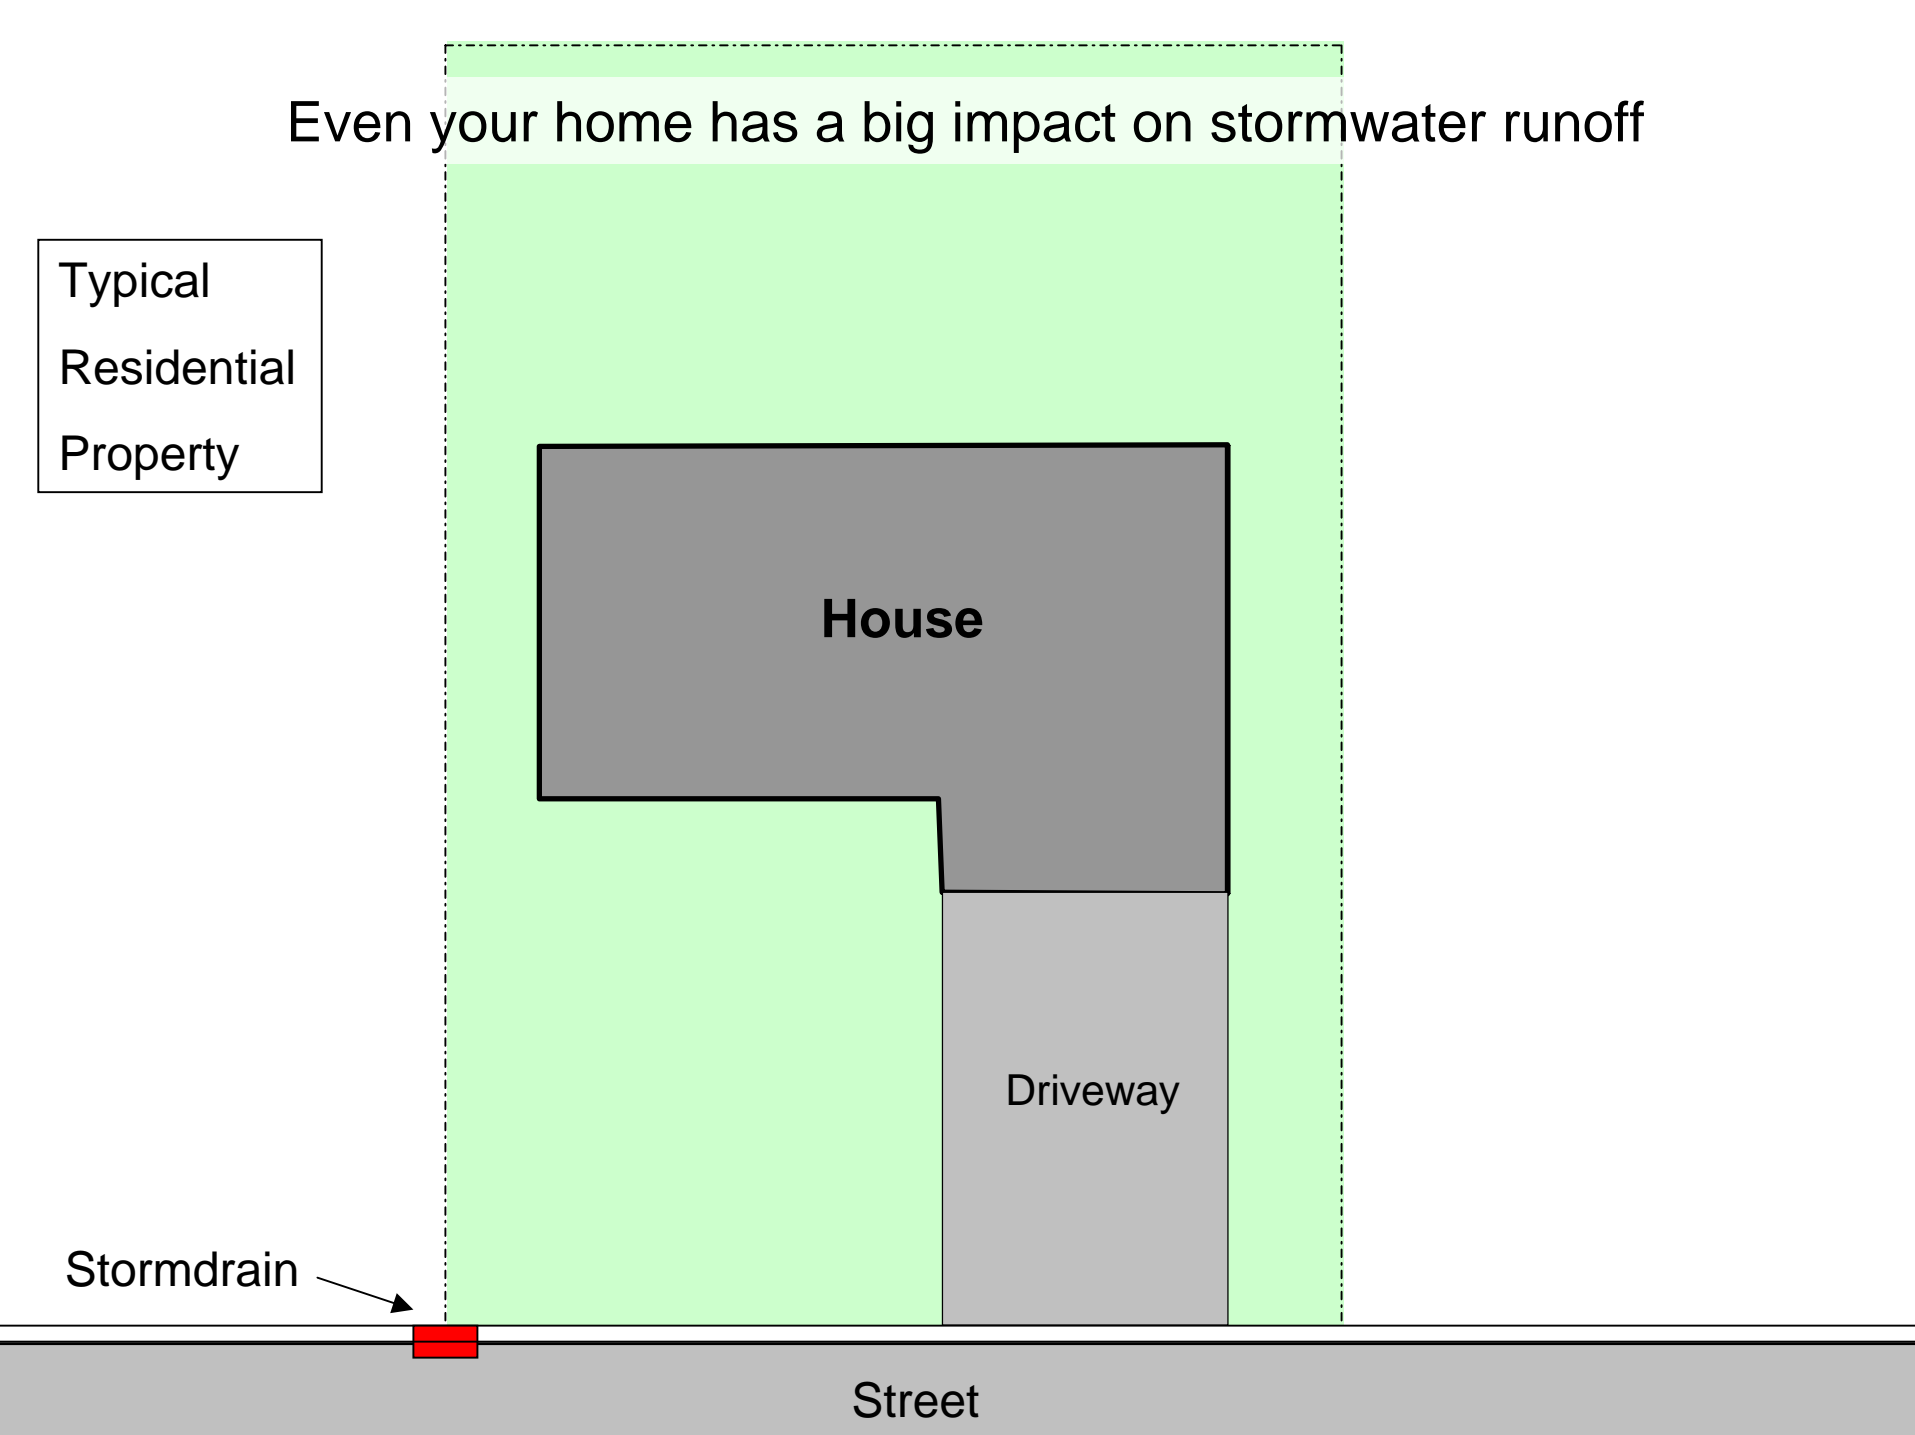 Even your home has a big impact on stormwater runoff
Typical
Residential
Property
House
Driveway
Stormdrain
Street